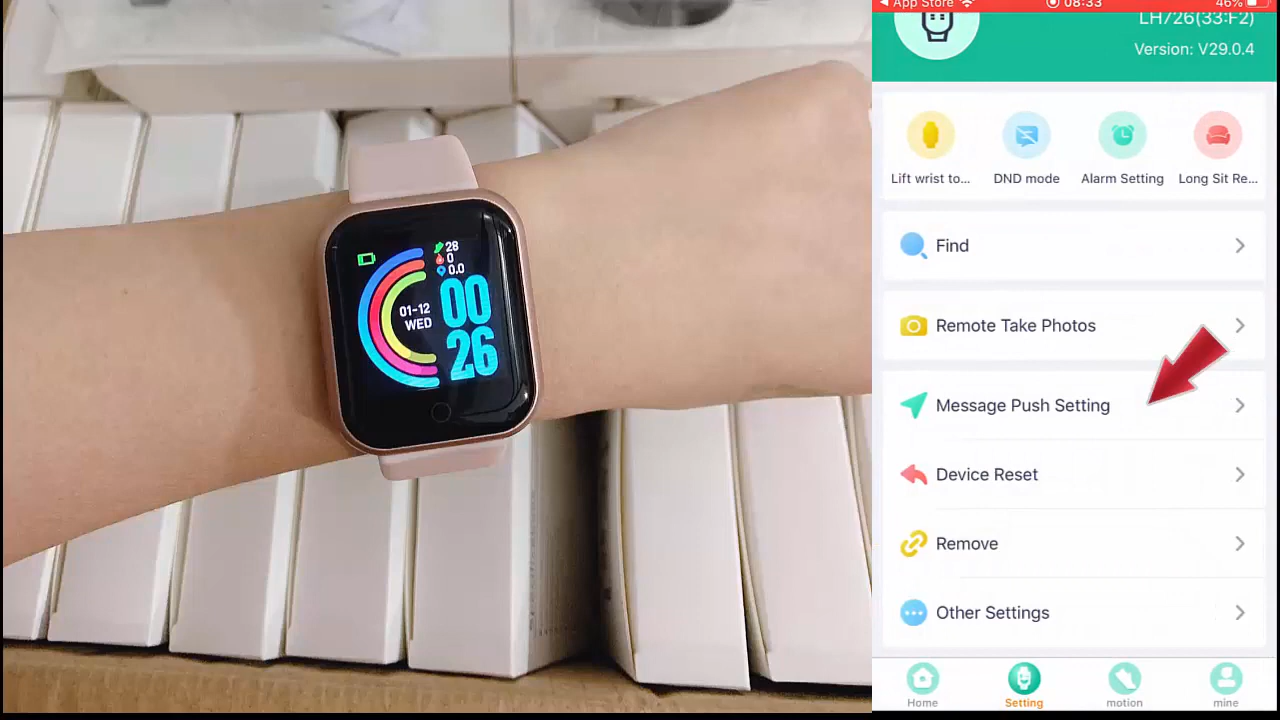 28
0
0.0
01-12
WED
00
26
App Store
08:33
46%
LH726(33:F2)
Version: V29.0.4
Lift wrist to...
DND mode
Alarm Setting
Long Sit Re...
Find
Remote Take Photos
Message Push Setting
Device Reset
Remove
Other Settings
Home
Setting
motion
mine